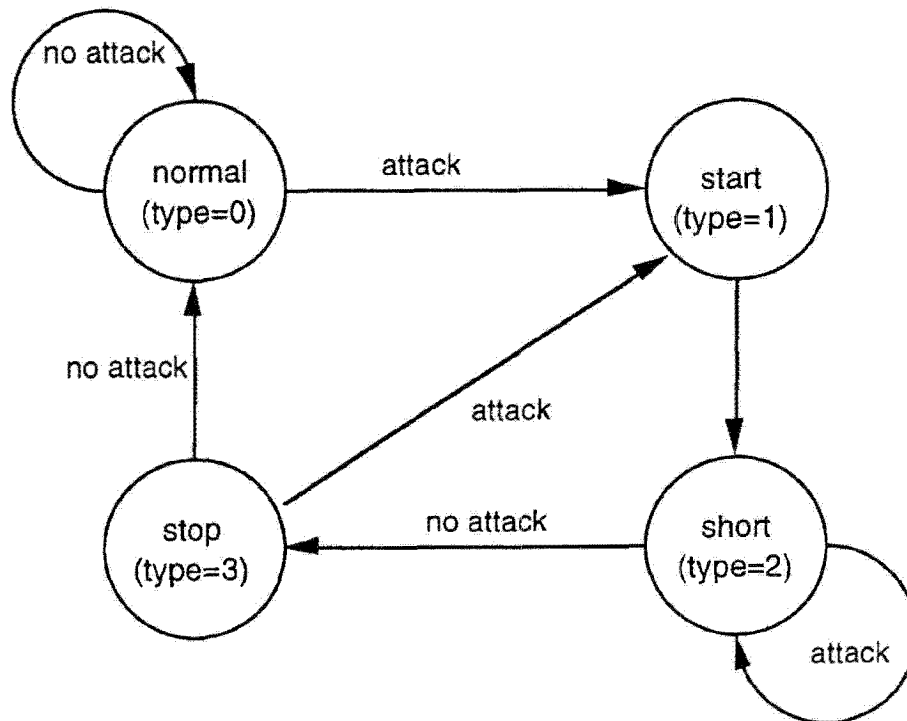 no attack
normal
(type=0)
attack
start
(type=1)
no attack
attack
stop
(type=3)
no attack
short
(type=2)
attack